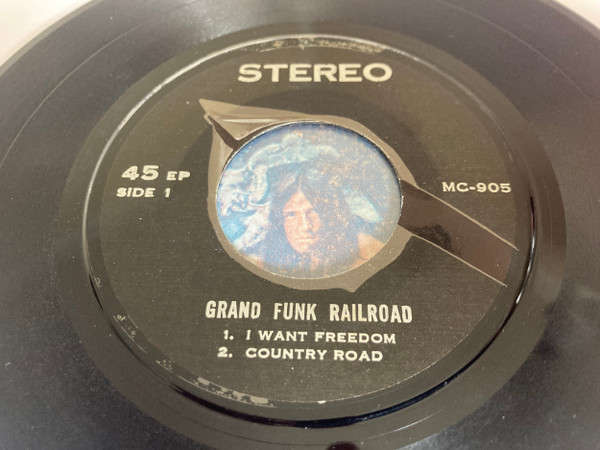 STEREO
45 EP
SIDE 1
MC-905
GRAND FUNK RAILROAD
1. I WANT FREEDOM
2. COUNTRY ROAD